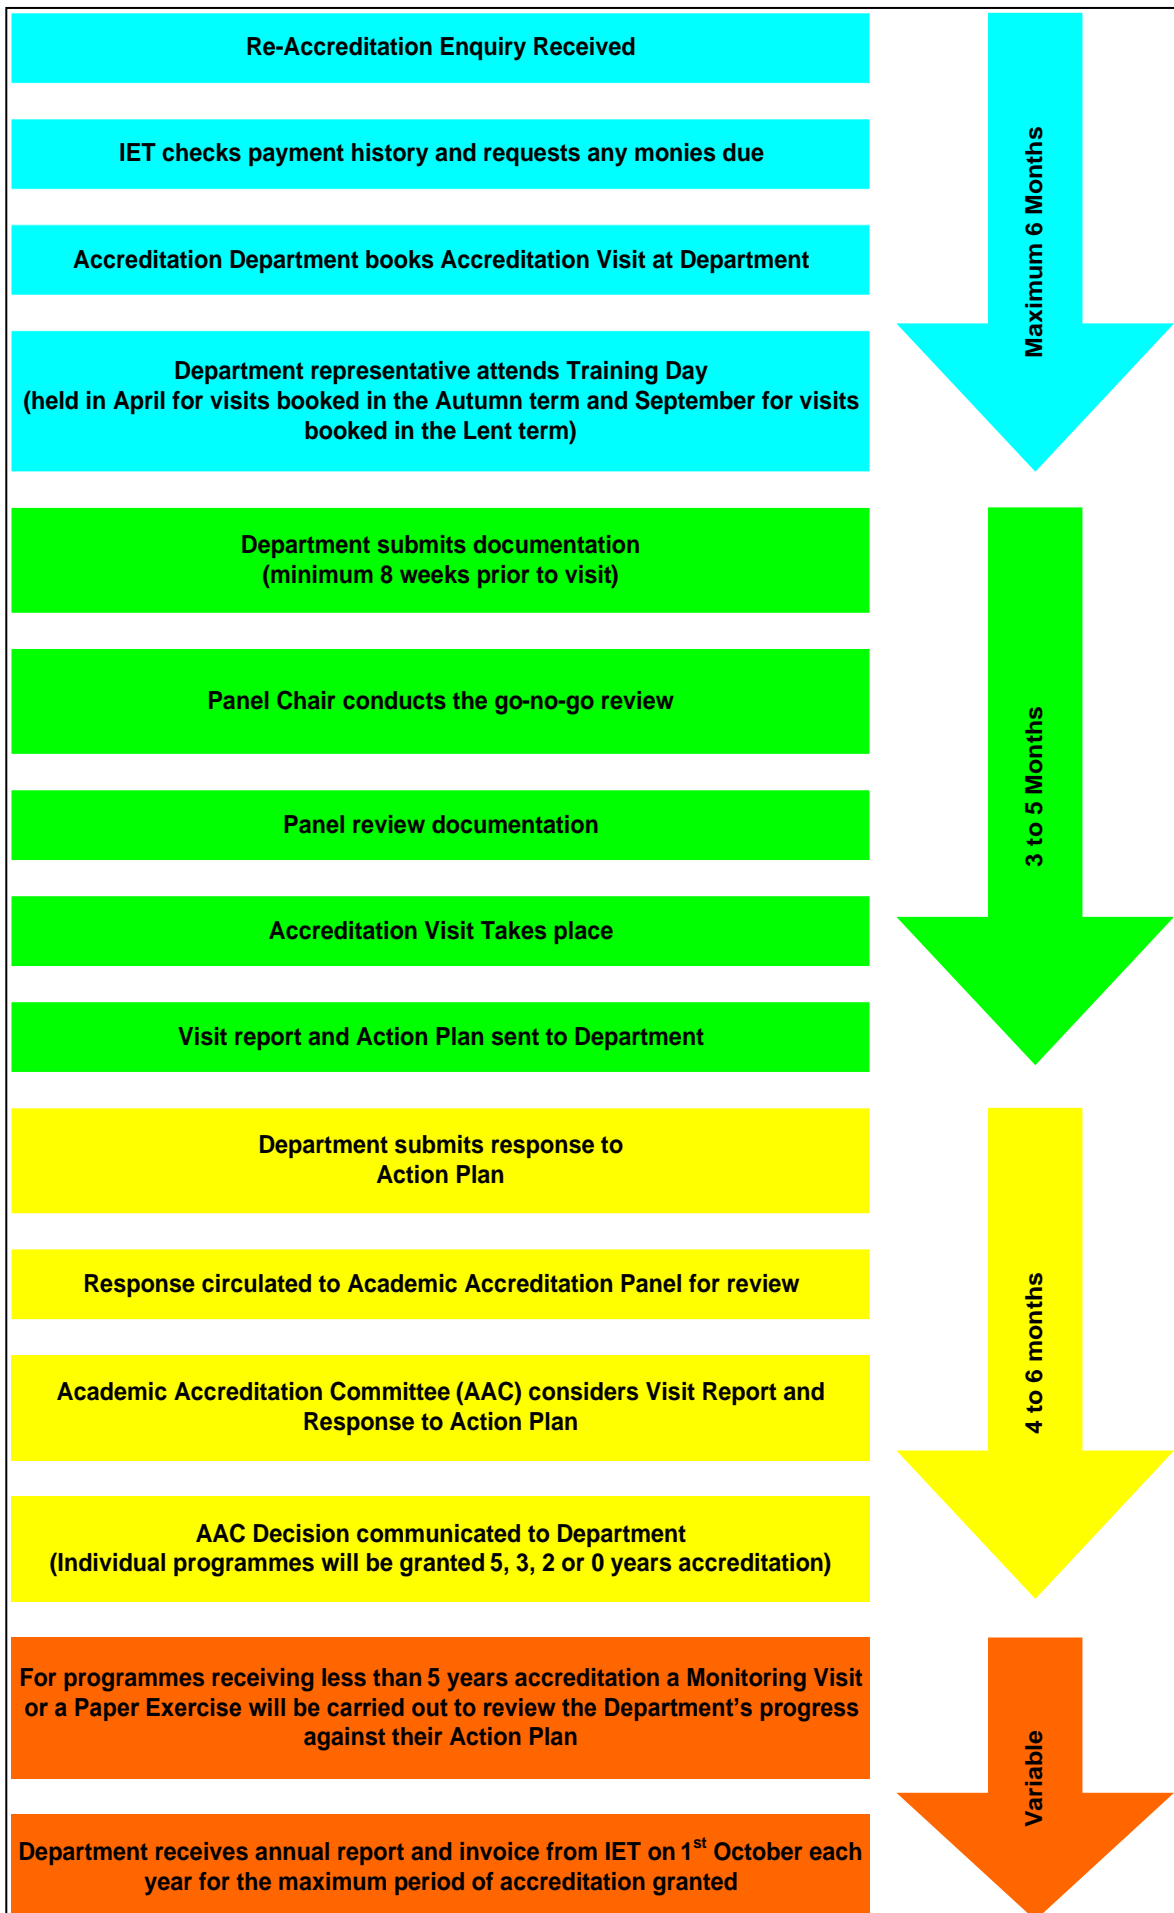 Re-Accreditation Enquiry Received
IET checks payment history and requests any monies due
Accreditation Department books Accreditation Visit at Department
Department representative attends Training Day
(held in April for visits booked in the Autumn term and September for visits
booked in the Lent term)
Maximum 6 Months
Department submits documentation
(minimum 8 weeks prior to visit)
Panel Chair conducts the go-no-go review
Panel review documentation
Accreditation Visit Takes place
Visit report and Action Plan sent to Department
3 to 5 Months
Department submits response to
Action Plan
Response circulated to Academic Accreditation Panel for review
Academic Accreditation Committee (AAC) considers Visit Report and
Response to Action Plan
AAC Decision communicated to Department
(Individual programmes will be granted 5, 3, 2 or 0 years accreditation)
4 to 6 months
For programmes receiving less than 5 years accreditation a Monitoring Visit
or a Paper Exercise will be carried out to review the Department’s progress
against their Action Plan
Department receives annual report and invoice from IET on 1st October each
year for the maximum period of accreditation granted
Variable